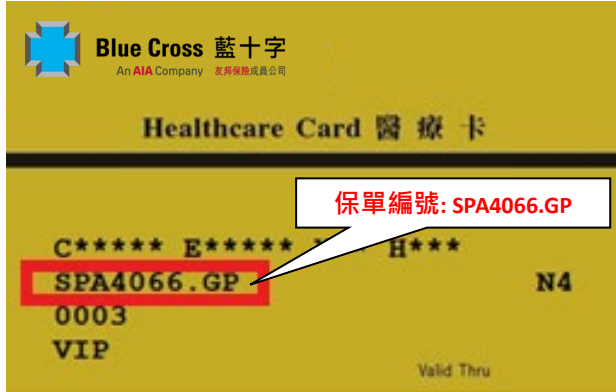 Blue Cross 藍十字
An AIA Company 友邦保險成員公司
Healthcare Card 醫療卡
保單編號: SPA4066.GP
C***** E***** H***
SPA4066.GP N4
0003
VIP
Valid Thru